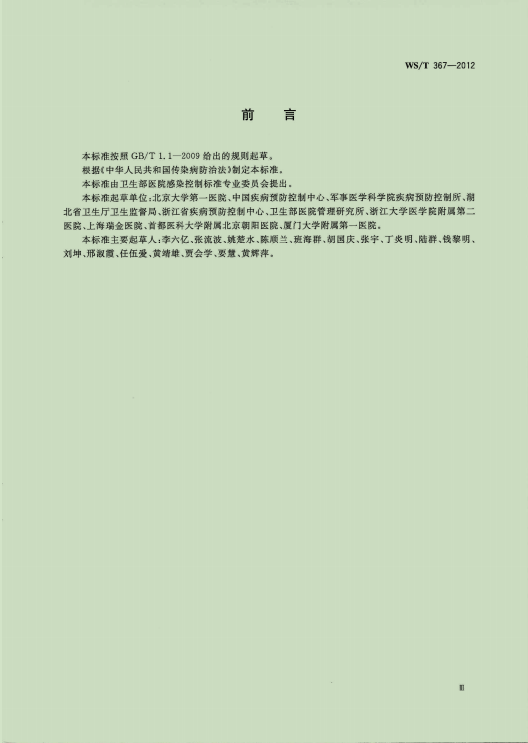 WS/T 367—2012
前 言
本标准按照 GB/T 1.1—2009 给出的规则起草。
根据《中华人民共和国传染病防治法》制定本标准。
本标准由卫生部医院感染控制标准专业委员会提出。
本标准起草单位:北京大学第一医院、中国疾病预防控制中心、军事医学科学院疾病预防控制所、湖
北省卫生厅卫生监督局、浙江省疾病预防控制中心、卫生部医院管理研究所、浙江大学医学院附属第二
医院、上海瑞金医院、首都医科大学附属北京朝阳医院、厦门大学附属第一医院。
本标准主要起草人:李六亿、张流波、姚楚水、陈顺兰、班海群、胡国庆、张宇、丁炎明、陆群、钱黎明、
刘坤、邢淑霞、任伍爱、黄靖雄、贾会学、要慧、黄辉萍。
Ⅲ